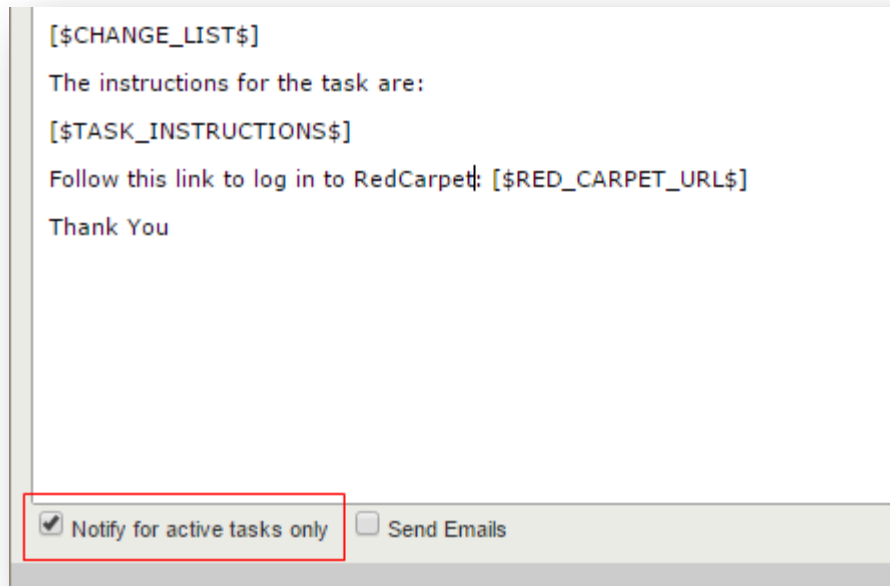 [$CHANGE_LIST$]
The instructions for the task are:
[$TASK_INSTRUCTIONS$]
Follow this link to log in to RedCarpet: [$RED_CARPET_URL$]
Thank You
Notify for active tasks only Send Emails